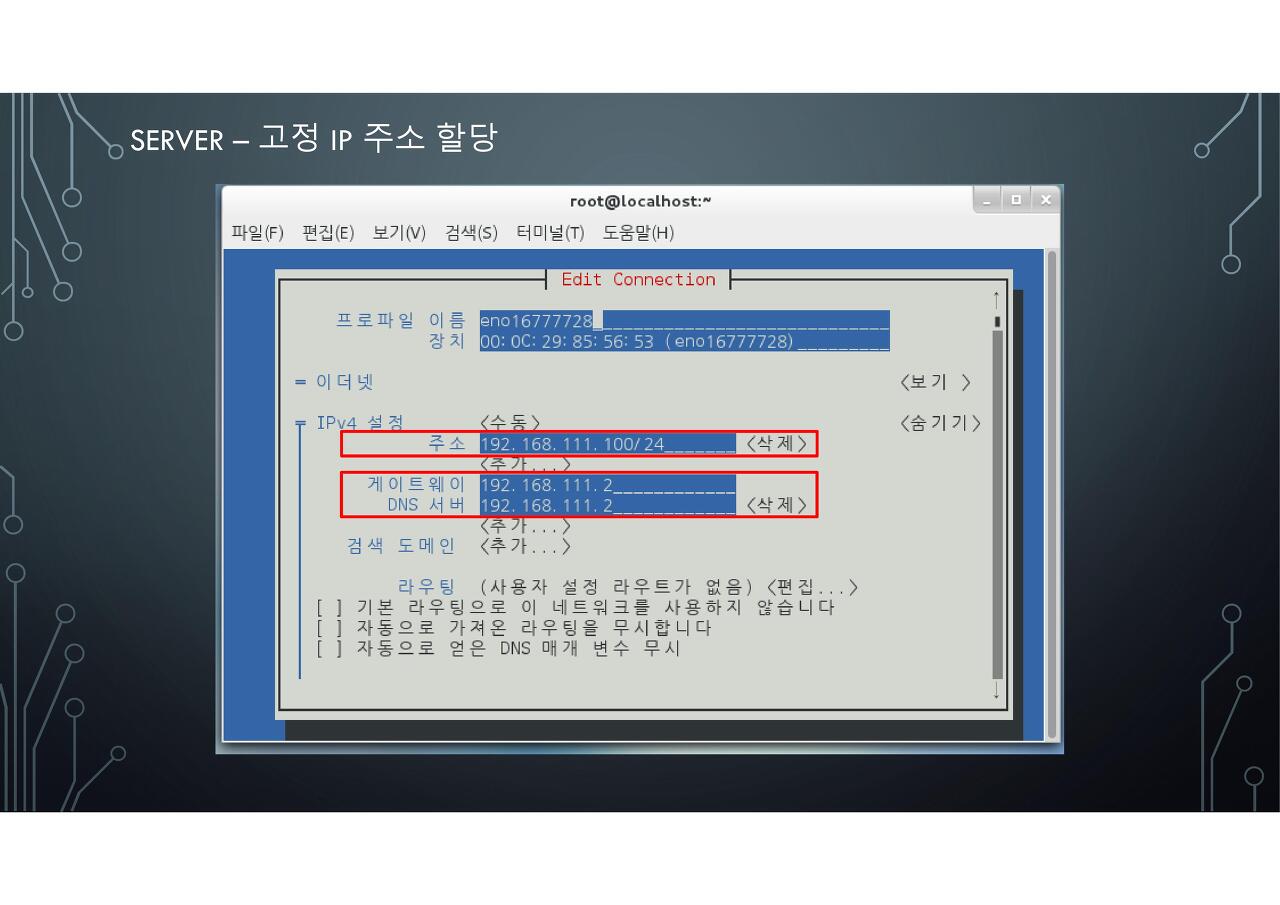 SERVER – 고정 IP 주소 할당
root@localhost:~
파일(F) 편집(E) 보기(V) 검색(S) 터미널(T) 도움말(H)
Edit Connection
프로파일 이름 eno16777728_____________________________
장치 00:0C:29:85:56:53 (eno16777728)_________
= 이더넷 <보기 >
IPv4 설정 <수동> <숨기기>
주소 192.168.111.100/24_______ <삭제>
<추가...>
게이트웨이 192.168.111.2____________
DNS 서버 192.168.111.2____________ <삭제>
<추가...>
검색 도메인 <추가...>
라우팅 (사용자 설정 라우트가 없음) <편집...>
[ ] 기본 라우팅으로 이 네트워크를 사용하지 않습니다
[ ] 자동으로 가져온 라우팅을 무시합니다
[ ] 자동으로 얻은 DNS 매개 변수 무시